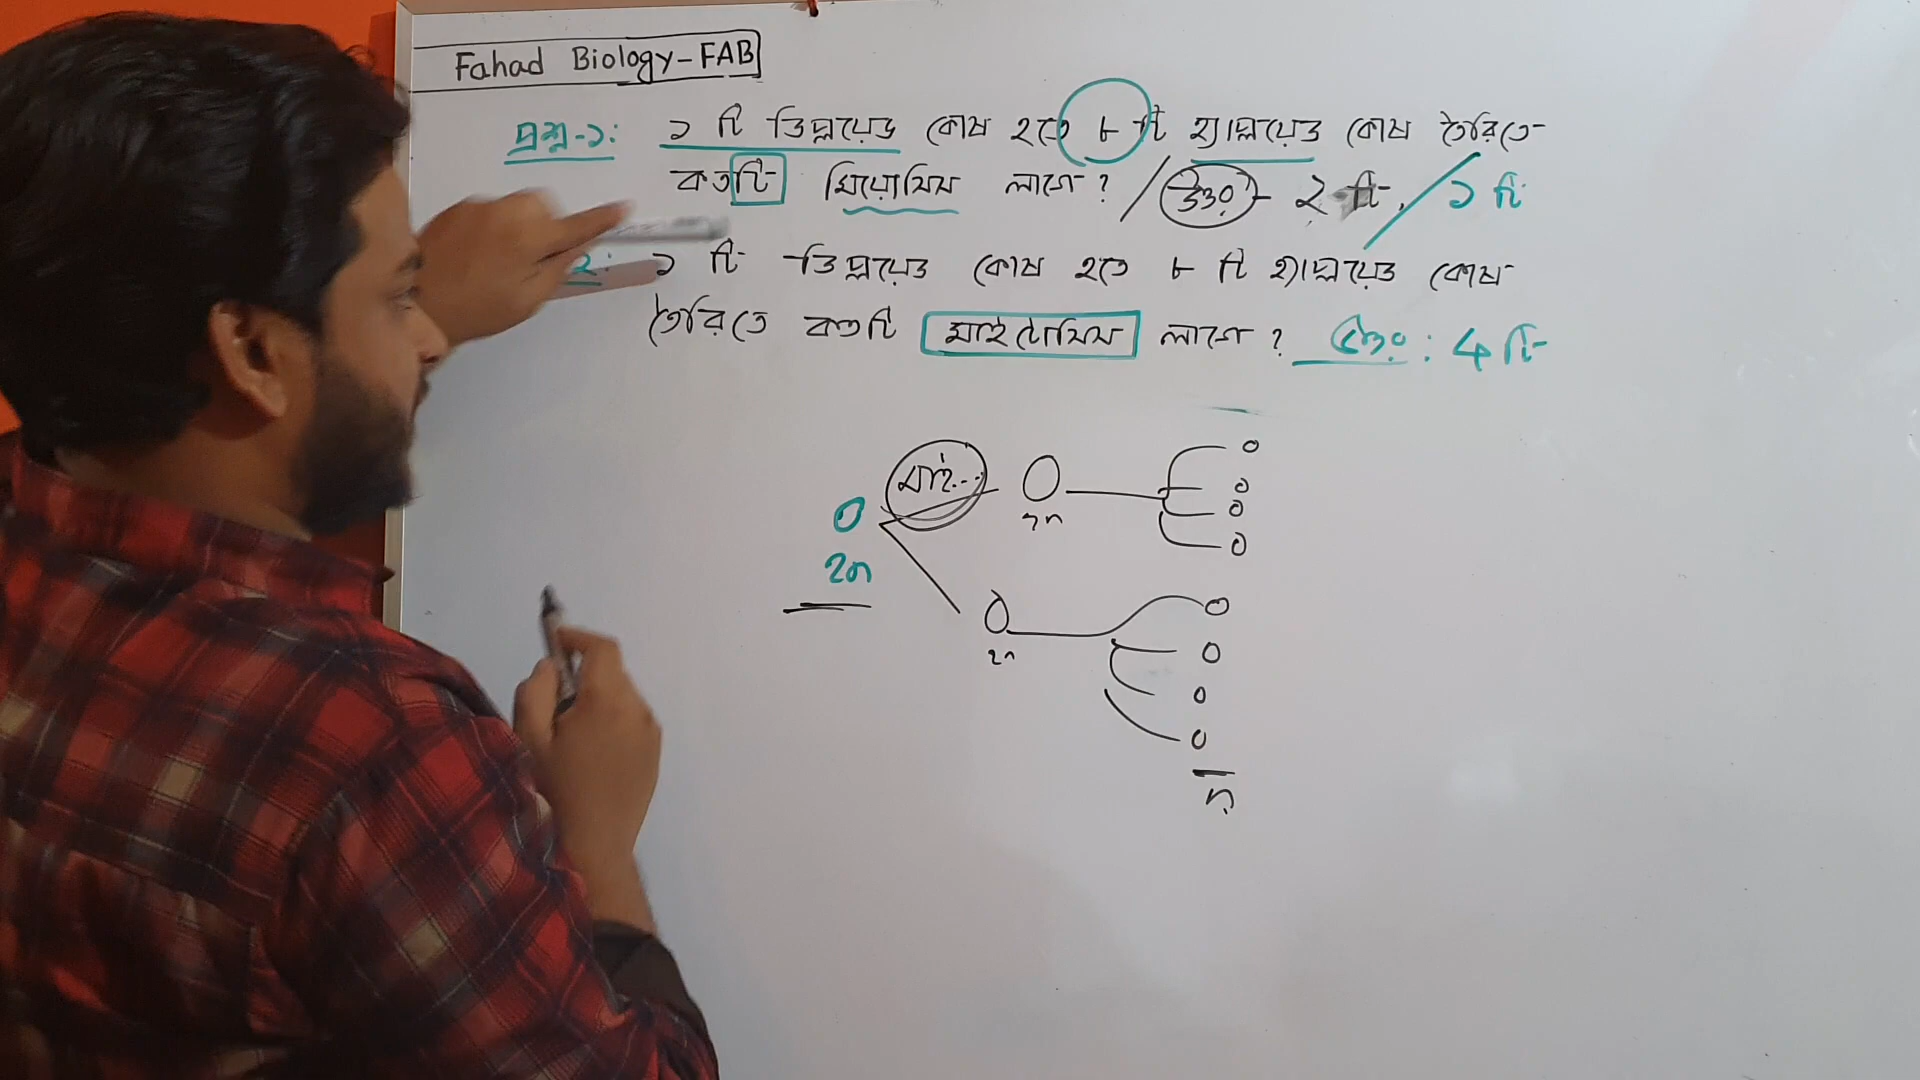 Fahad Biology-FAB
প্রশ্ন-১: ১ টি ডিপ্লয়েড কোষ হতে ৮ টি হ্যাপ্লয়েড কোষ তৈরিতে
কতটি মিয়োসিস লাগে? / উঃ- ২ টি, / ১ টি
২: ১ টি ডিপ্লয়েড কোষ হতে ৮ টি হ্যাপ্লয়েড কোষ
তৈরিতে কতটি মাইটোসিস লাগে? উঃ: ৭ টি
মাই...
2n
2n
2n
n